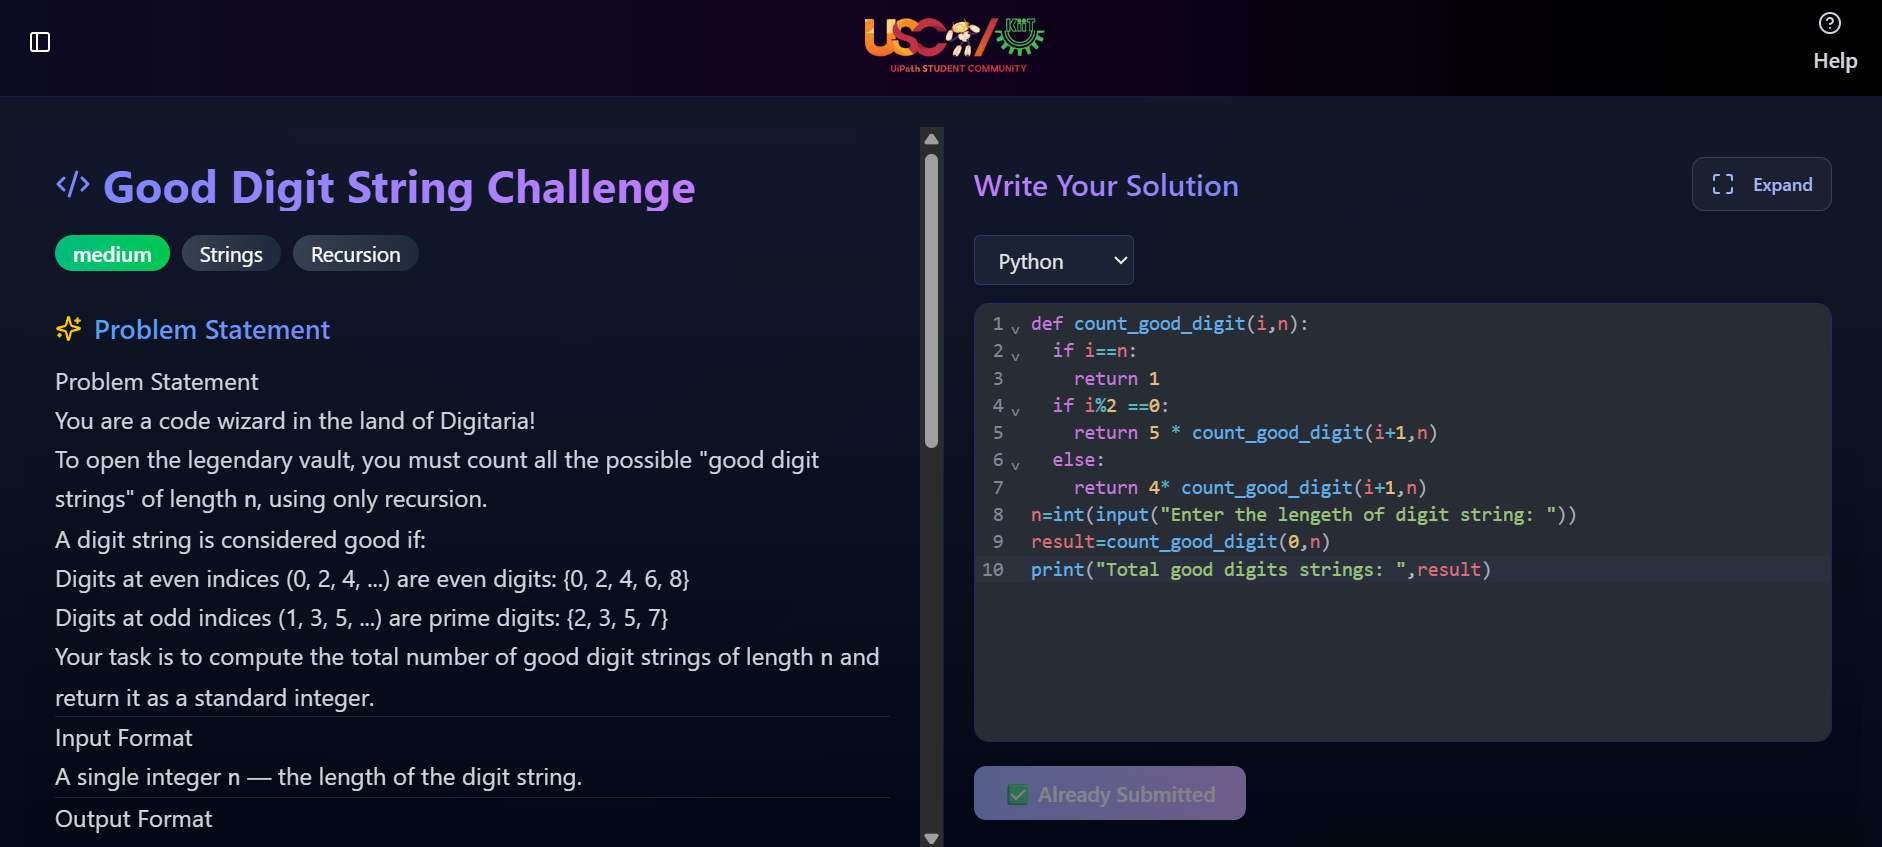 USC/KiiT
UiPath STUDENT COMMUNITY
Help
</> Good Digit String Challenge
medium
Strings
Recursion
Problem Statement
Problem Statement
You are a code wizard in the land of Digitaria!
To open the legendary vault, you must count all the possible "good digit
strings" of length n, using only recursion.
A digit string is considered good if:
Digits at even indices (0, 2, 4, ...) are even digits: {0, 2, 4, 6, 8}
Digits at odd indices (1, 3, 5, ...) are prime digits: {2, 3, 5, 7}
Your task is to compute the total number of good digit strings of length n and
return it as a standard integer.
Input Format
A single integer n — the length of the digit string.
Output Format
Write Your Solution
Expand
Python
1 def count_good_digit(i,n):
2   if i==n:
3     return 1
4   if i%2 ==0:
5     return 5 * count_good_digit(i+1,n)
6   else:
7     return 4* count_good_digit(i+1,n)
8 n=int(input("Enter the lengeth of digit string: "))
9 result=count_good_digit(0,n)
10 print("Total good digits strings: ",result)
✅ Already Submitted